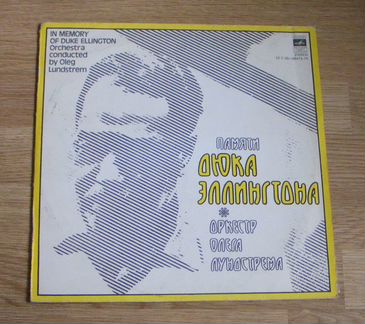 IN MEMORY
OF DUKE ELLINGTON
Orchestra
conducted
by Oleg
Lundstrem
ПАМЯТИ
ДЮКА
ЭЛЛИНГТОНА
ОРКЕСТР
ОЛЕГА
ЛУНДСТРЕМА